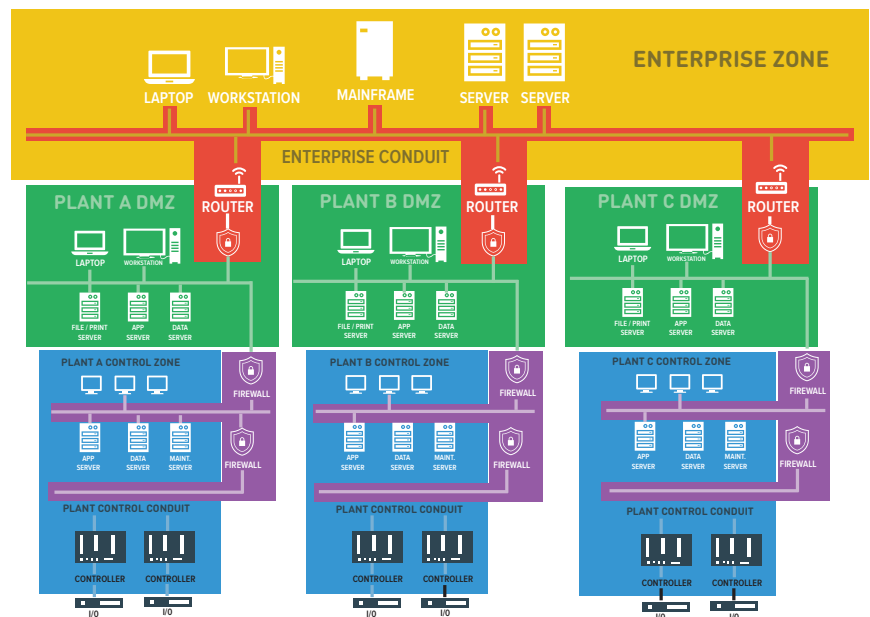 ENTERPRISE ZONE
LAPTOP WORKSTATION MAINFRAME SERVER SERVER
ENTERPRISE CONDUIT
PLANT A DMZ
ROUTER
LAPTOP
WORKSTATION
FILE / PRINT
SERVER
APP
SERVER
DATA
SERVER
PLANT A CONTROL ZONE
FIREWALL
APP
SERVER
DATA
SERVER
MAINT.
SERVER
FIREWALL
PLANT CONTROL CONDUIT
CONTROLLER
CONTROLLER
I/O
I/O
PLANT B DMZ
ROUTER
LAPTOP
WORKSTATION
FILE / PRINT
SERVER
APP
SERVER
DATA
SERVER
PLANT B CONTROL ZONE
FIREWALL
APP
SERVER
DATA
SERVER
MAINT.
SERVER
FIREWALL
PLANT CONTROL CONDUIT
CONTROLLER
CONTROLLER
I/O
I/O
PLANT C DMZ
ROUTER
LAPTOP
WORKSTATION
FILE / PRINT
SERVER
APP
SERVER
DATA
SERVER
PLANT C CONTROL ZONE
FIREWALL
APP
SERVER
DATA
SERVER
MAINT.
SERVER
FIREWALL
PLANT CONTROL CONDUIT
CONTROLLER
CONTROLLER
I/O
I/O